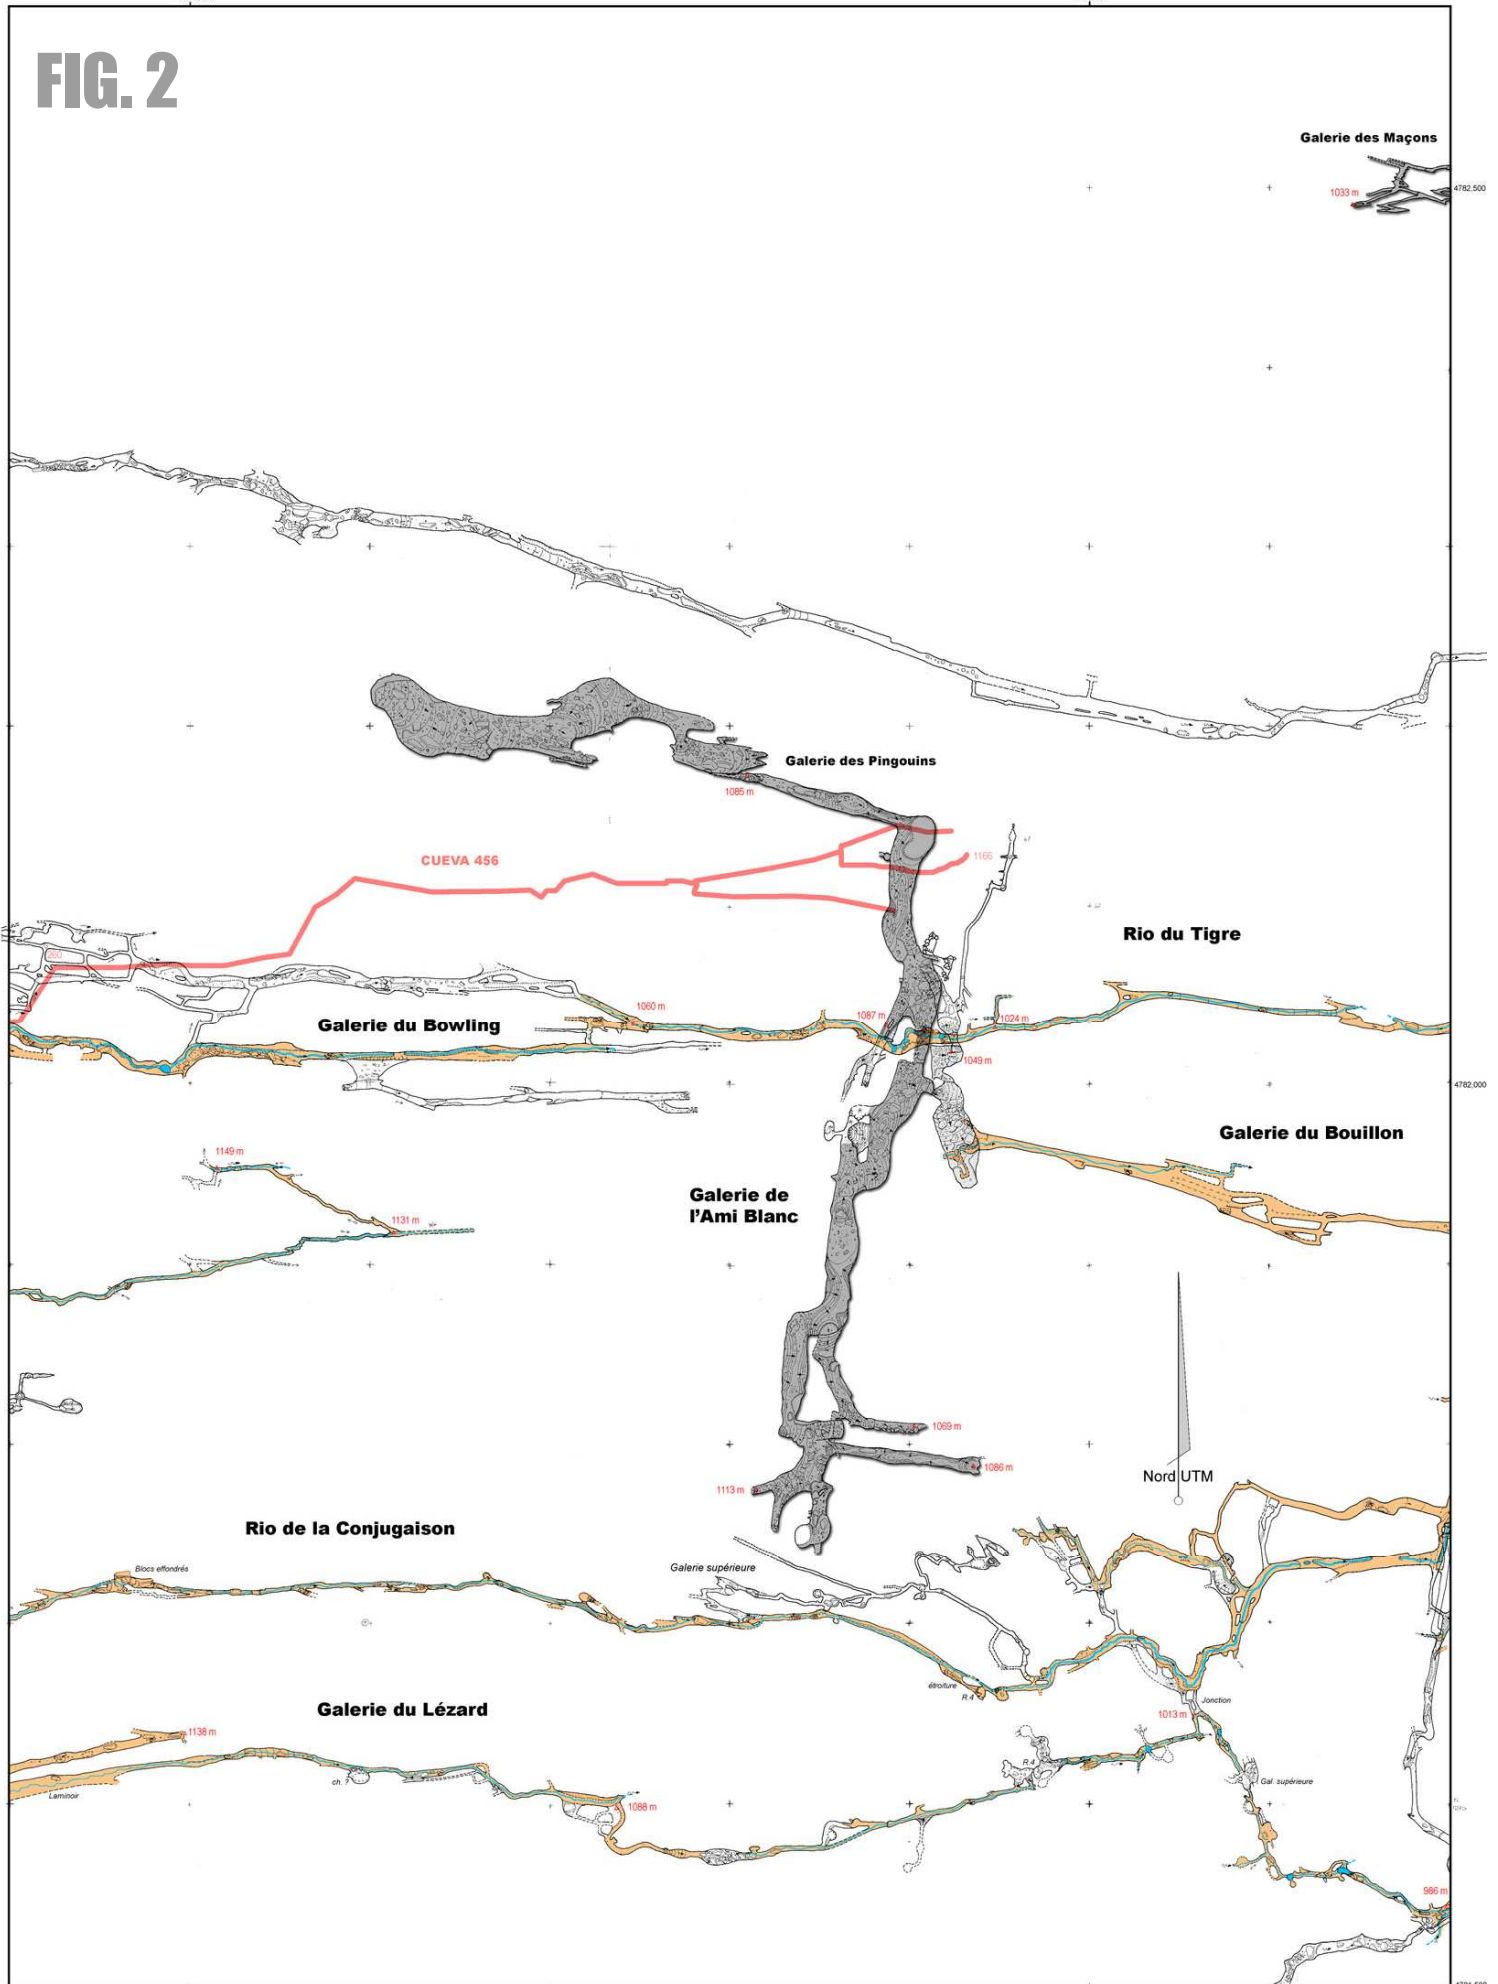 FIG. 2
Galerie des Maçons
1033 m
4782,500
Galerie des Pingouins
1085 m
CUEVA 456
1166
Rio du Tigre
260
1060 m
1087 m
1024 m
Galerie du Bowling
1049 m
4782,000
Galerie du Bouillon
1149 m
Galerie de
l'Ami Blanc
1131 m
1069 m
1086 m
Nord UTM
1113 m
Rio de la Conjugaison
Blocs effondrés
Galerie supérieure
étroiture
R.4
Jonction
Galerie du Lézard
1013 m
1138 m
R.4
ch. ?
Gal. supérieure
Laminoir
1088 m
986 m